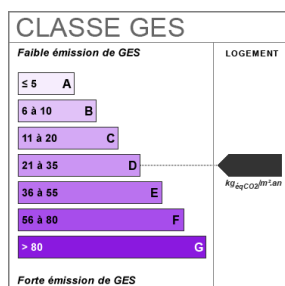 CLASSE GES
Faible émission de GES
LOGEMENT
≤ 5 A
6 à 10 B
11 à 20 C
21 à 35 D
36 à 55 E
56 à 80 F
> 80 G
kgéqCO2/m².an
Forte émission de GES